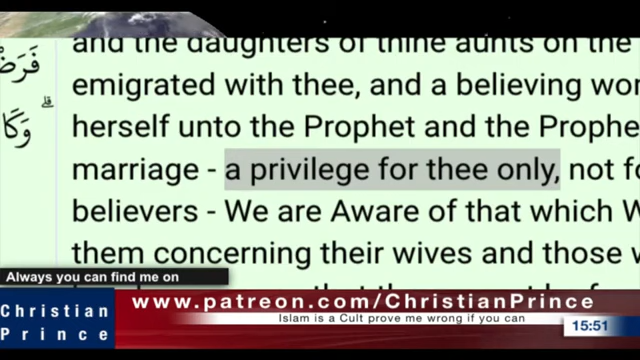 and the daughters of thine aunts on the
فَرَضْ
emigrated with thee, and a believing
herself unto the Prophet and the
وَكَا
marriage - a privilege for thee only, not
believers - We are Aware of that which
them concerning their wives and those
Always you can find me on
Christian
Prince
www.patreon.com/ChristianPrince
Islam is a Cult prove me wrong if you can
15:51